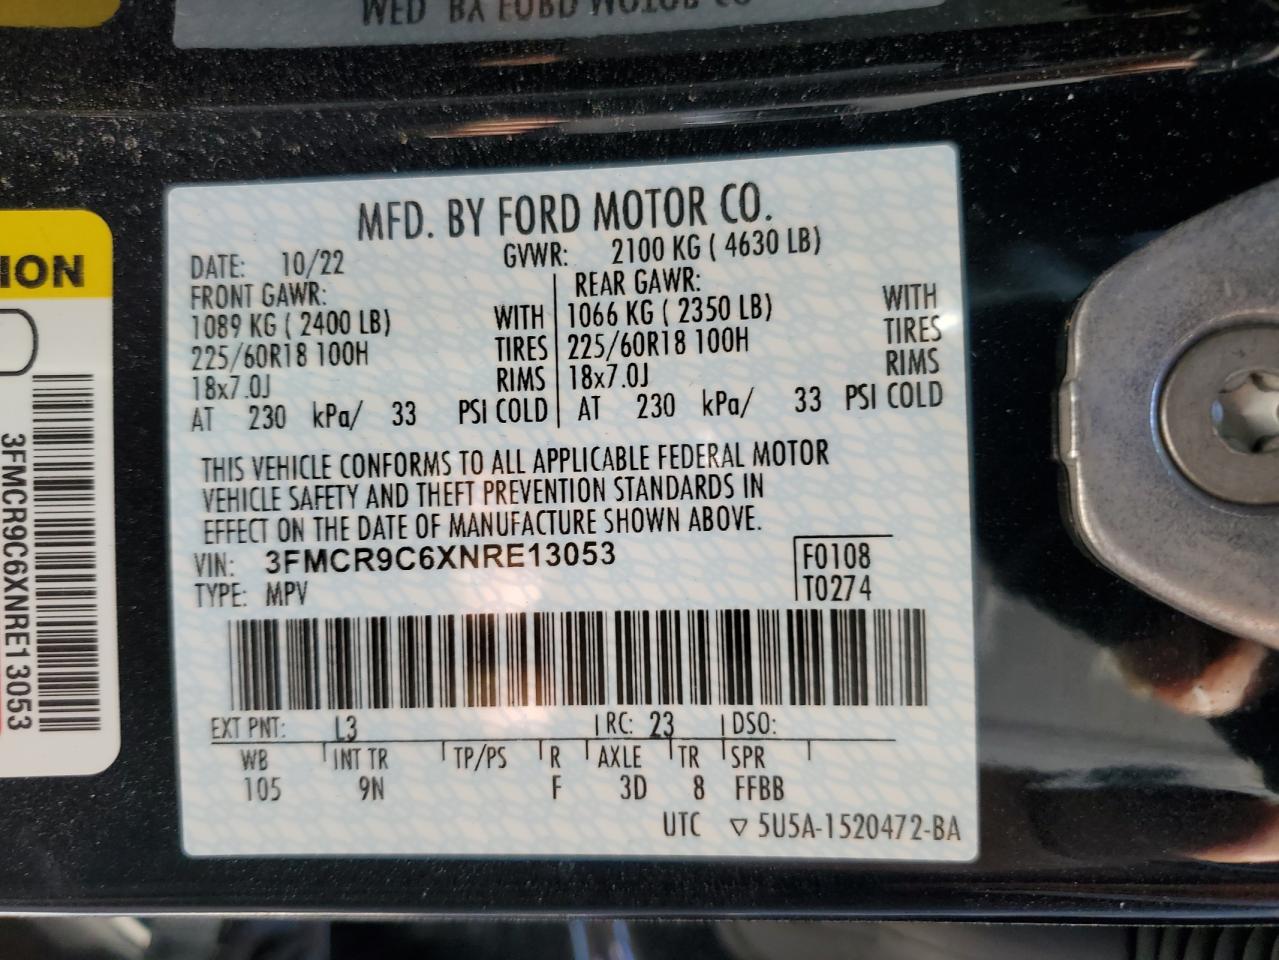 WED BX FORD MOTOR CO
MFD. BY FORD MOTOR CO.
DATE: 10/22 GVWR: 2100 KG ( 4630 LB)
FRONT GAWR: REAR GAWR:
1089 KG ( 2400 LB) WITH 1066 KG ( 2350 LB) WITH
225/60R18 100H TIRES 225/60R18 100H TIRES
18x7.0J RIMS 18x7.0J RIMS
AT 230 kPa/ 33 PSI COLD AT 230 kPa/ 33 PSI COLD
THIS VEHICLE CONFORMS TO ALL APPLICABLE FEDERAL MOTOR
VEHICLE SAFETY AND THEFT PREVENTION STANDARDS IN
EFFECT ON THE DATE OF MANUFACTURE SHOWN ABOVE.
VIN: 3FMCR9C6XNRE13053 F0108
TYPE: MPV T0274
EXT PNT: L3 RC: 23 DSO:
WB INT TR TP/PS R AXLE TR SPR
105 9N F 3D 8 FFBB
UTC ▽ 5U5A-1520472-BA
ION
3FMCR9C6XNRE13053